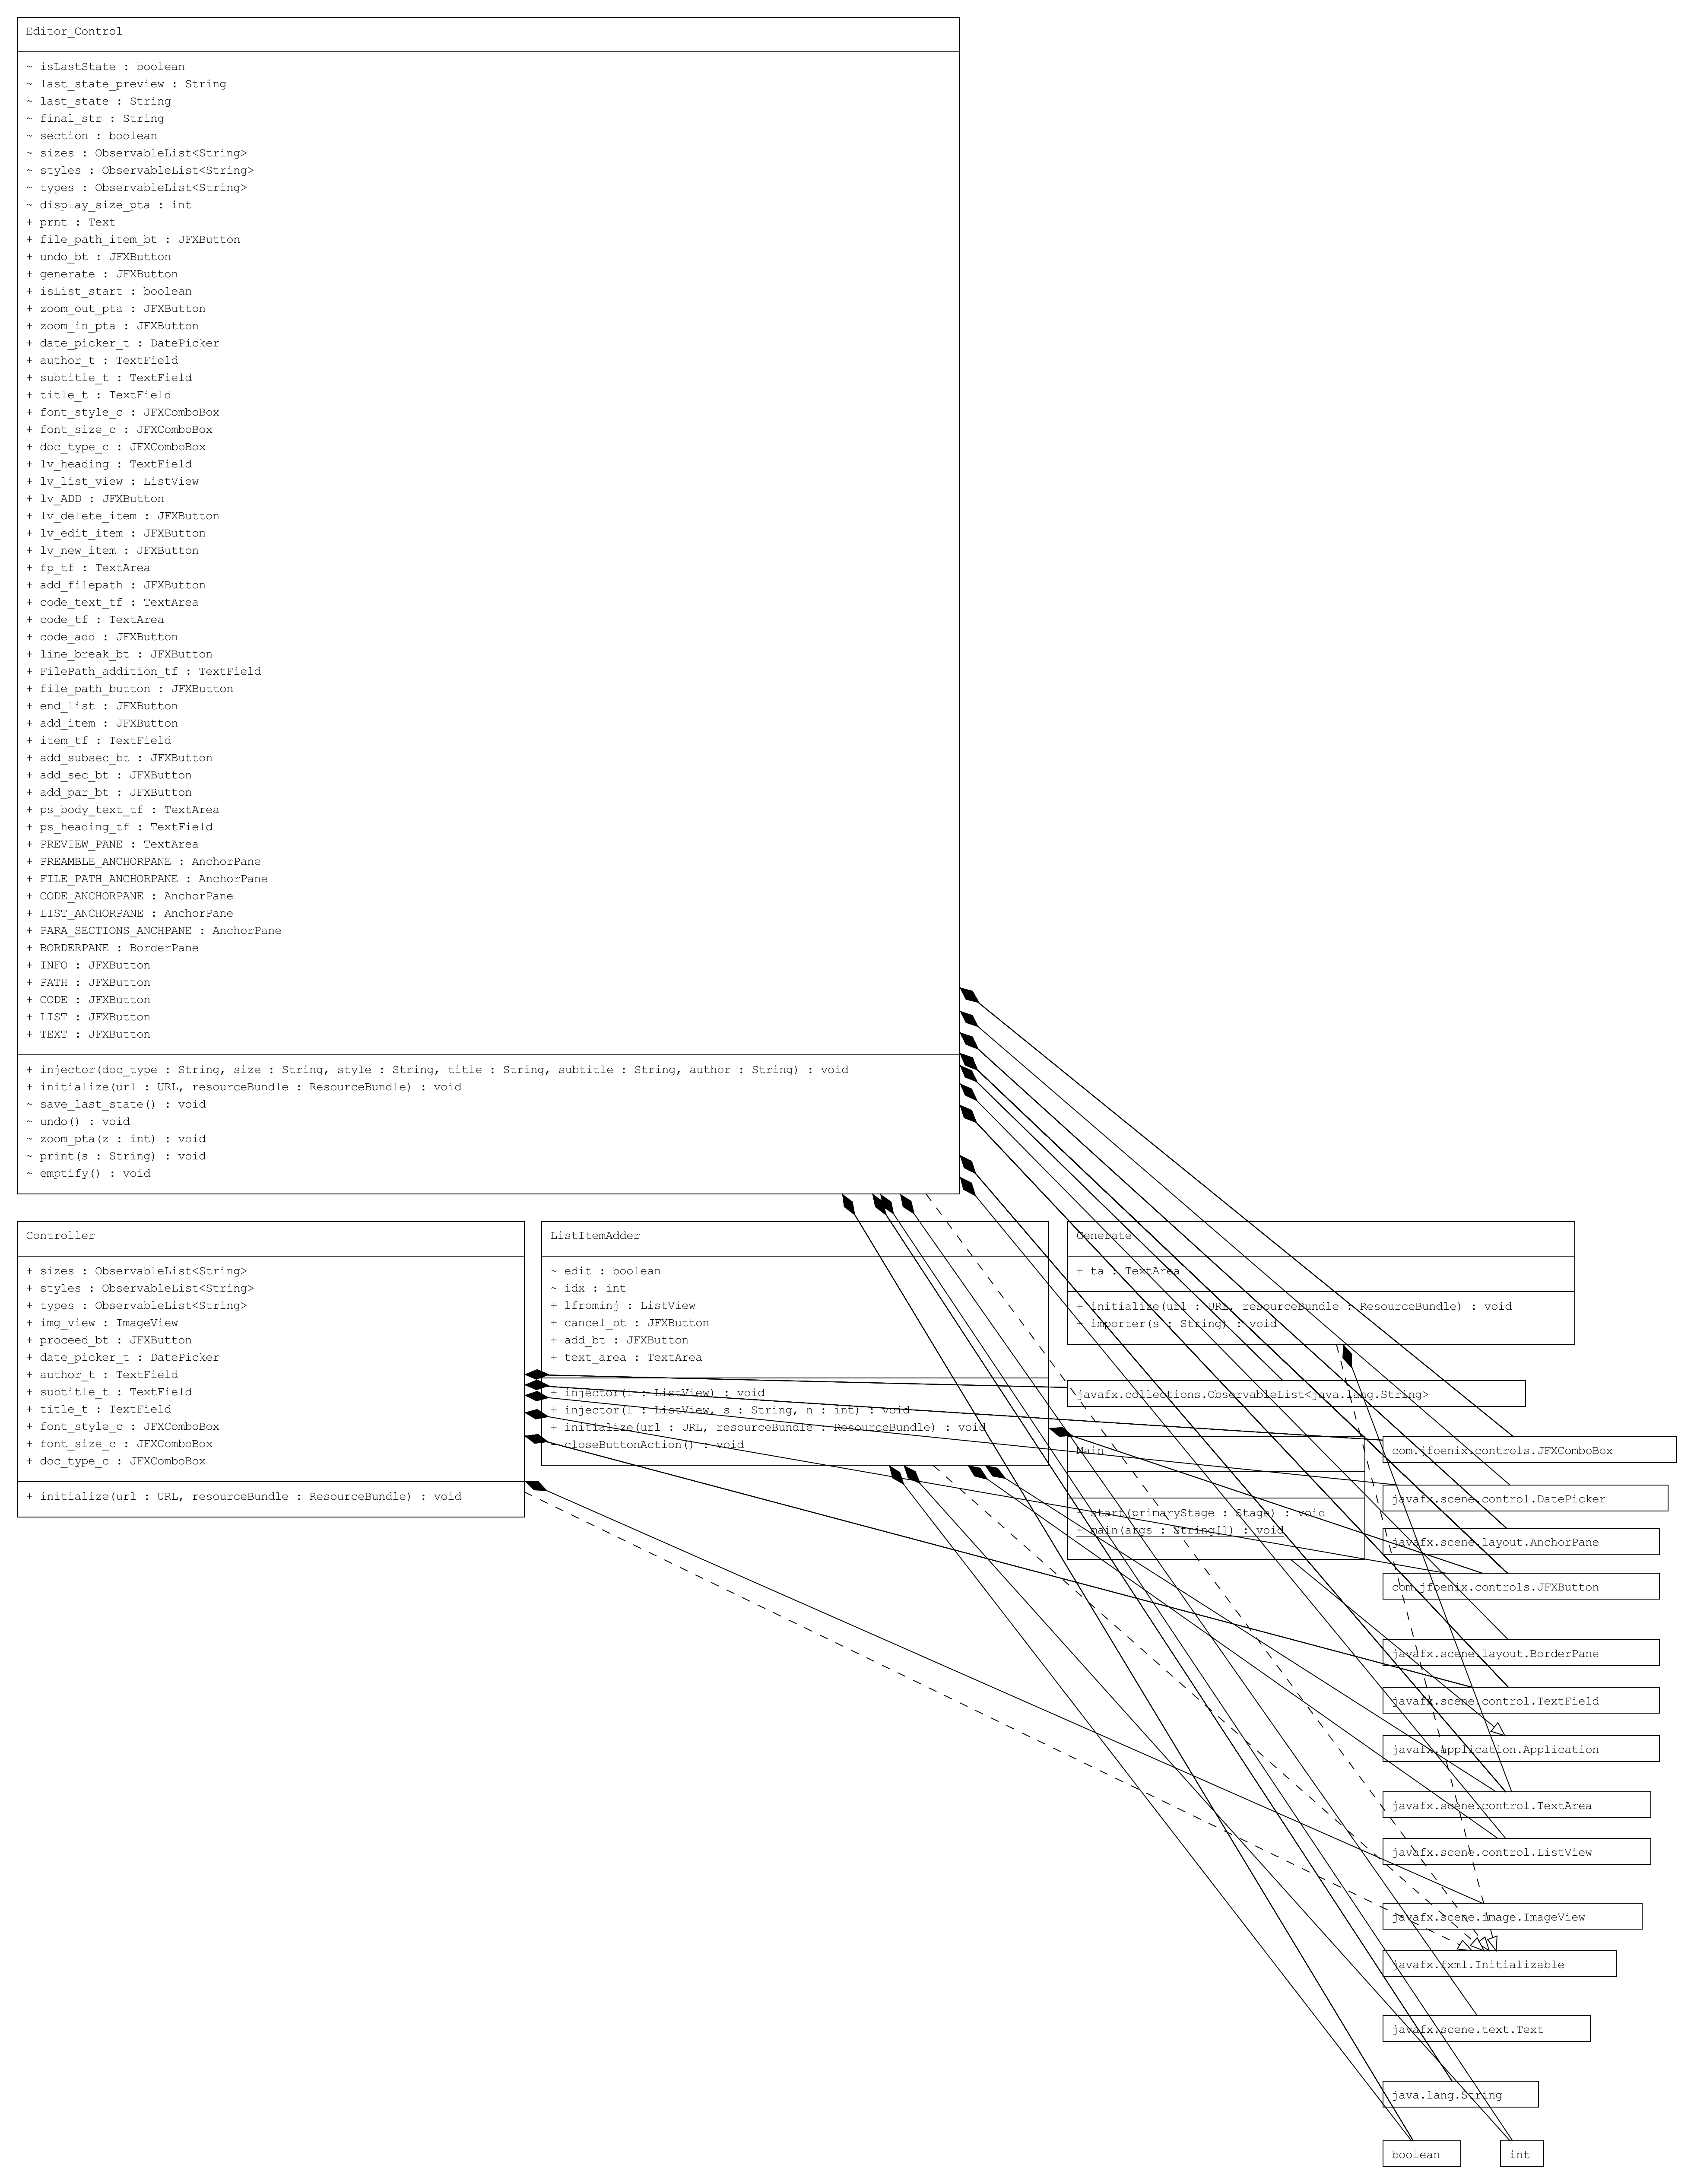 Editor_Control
~ isLastState : boolean
~ last_state_preview : String
~ last_state : String
~ final_str : String
~ section : boolean
~ sizes : ObservableList<String>
~ styles : ObservableList<String>
~ types : ObservableList<String>
~ display_size_pta : int
+ prnt : Text
+ file_path_item_bt : JFXButton
+ undo_bt : JFXButton
+ generate : JFXButton
+ isList_start : boolean
+ zoom_out_pta : JFXButton
+ zoom_in_pta : JFXButton
+ date_picker_t : DatePicker
+ author_t : TextField
+ subtitle_t : TextField
+ title_t : TextField
+ font_style_c : JFXComboBox
+ font_size_c : JFXComboBox
+ doc_type_c : JFXComboBox
+ lv_heading : TextField
+ lv_list_view : ListView
+ lv_ADD : JFXButton
+ lv_delete_item : JFXButton
+ lv_edit_item : JFXButton
+ lv_new_item : JFXButton
+ fp_tf : TextArea
+ add_filepath : JFXButton
+ code_text_tf : TextArea
+ code_tf : TextArea
+ code_add : JFXButton
+ line_break_bt : JFXButton
+ FilePath_addition_tf : TextField
+ file_path_button : JFXButton
+ end_list : JFXButton
+ add_item : JFXButton
+ item_tf : TextField
+ add_subsec_bt : JFXButton
+ add_sec_bt : JFXButton
+ add_par_bt : JFXButton
+ ps_body_text_tf : TextArea
+ ps_heading_tf : TextField
+ PREVIEW_PANE : TextArea
+ PREAMBLE_ANCHORPANE : AnchorPane
+ FILE_PATH_ANCHORPANE : AnchorPane
+ CODE_ANCHORPANE : AnchorPane
+ LIST_ANCHORPANE : AnchorPane
+ PARA_SECTIONS_ANCHPANE : AnchorPane
+ BORDERPANE : BorderPane
+ INFO : JFXButton
+ PATH : JFXButton
+ CODE : JFXButton
+ LIST : JFXButton
+ TEXT : JFXButton
+ injector(doc_type : String, size : String, style : String, title : String, subtitle : String, author : String) : void
+ initialize(url : URL, resourceBundle : ResourceBundle) : void
~ save_last_state() : void
~ undo() : void
~ zoom_pta(z : int) : void
~ print(s : String) : void
~ emptify() : void
Controller
+ sizes : ObservableList<String>
+ styles : ObservableList<String>
+ types : ObservableList<String>
+ img_view : ImageView
+ proceed_bt : JFXButton
+ date_picker_t : DatePicker
+ author_t : TextField
+ subtitle_t : TextField
+ title_t : TextField
+ font_style_c : JFXComboBox
+ font_size_c : JFXComboBox
+ doc_type_c : JFXComboBox
+ initialize(url : URL, resourceBundle : ResourceBundle) : void
ListItemAdder
~ edit : boolean
~ idx : int
+ lfrominj : ListView
+ cancel_bt : JFXButton
+ add_bt : JFXButton
+ text_area : TextArea
+ injector(l : ListView) : void
+ injector(l : ListView, s : String, n : int) : void
+ initialize(url : URL, resourceBundle : ResourceBundle) : void
- closeButtonAction() : void
Generate
+ ta : TextArea
+ initialize(url : URL, resourceBundle : ResourceBundle) : void
+ importer(s : String) : void
javafx.collections.ObservableList<java.lang.String>
Main
+ start(primaryStage : Stage) : void
+ main(args : String[]) : void
com.jfoenix.controls.JFXComboBox
javafx.scene.control.DatePicker
javafx.scene.layout.AnchorPane
com.jfoenix.controls.JFXButton
javafx.scene.layout.BorderPane
javafx.scene.control.TextField
javafx.application.Application
javafx.scene.control.TextArea
javafx.scene.control.ListView
javafx.scene.image.ImageView
javafx.fxml.Initializable
javafx.scene.text.Text
java.lang.String
boolean
int